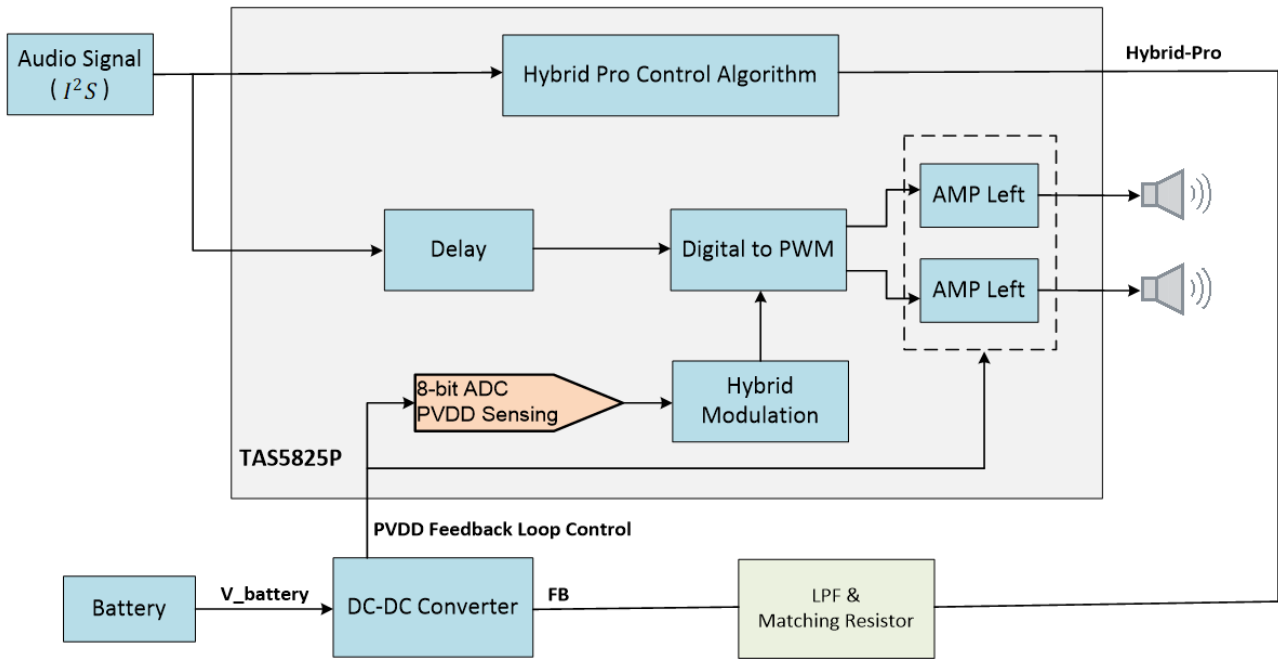 Audio Signal
( I²S )
Hybrid Pro Control Algorithm
Hybrid-Pro
AMP Left
Delay
Digital to PWM
AMP Left
8-bit ADC
PVDD Sensing
Hybrid
Modulation
TAS5825P
PVDD Feedback Loop Control
Battery
V_battery
DC-DC Converter
FB
LPF &
Matching Resistor